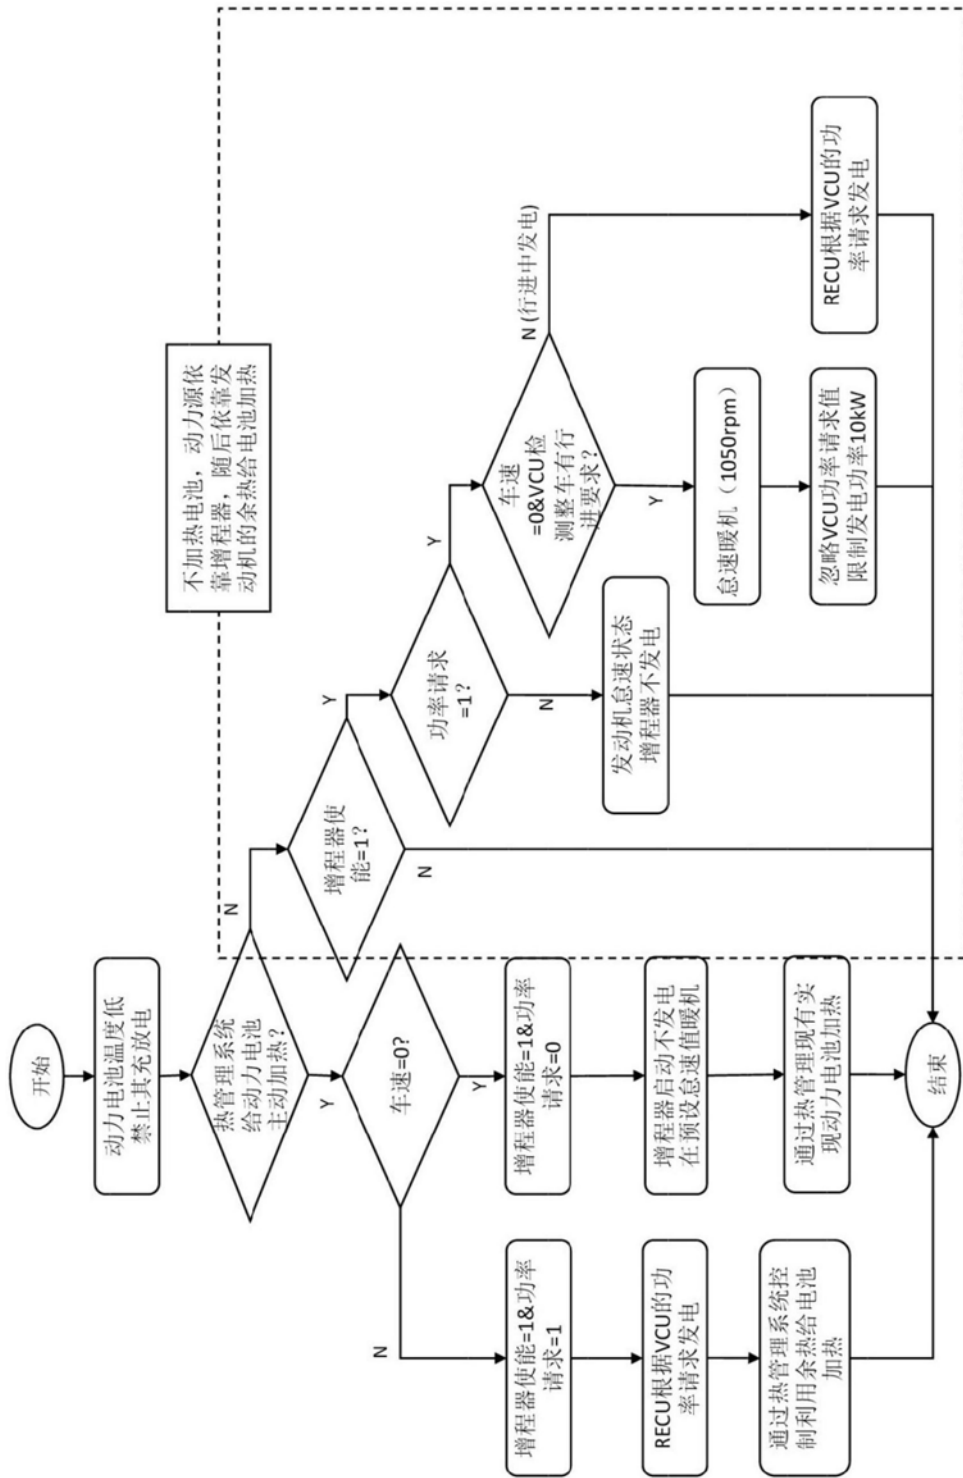 开始
动力电池温度低
禁止其充放电
热管理系统
给动力电池
主动加热？
Y
N
车速=0？
N
Y
增程器使能=1&功率
请求=1
RECU根据VCU的功
率请求发电
通过热管理系统控
制利用余热给电池
加热
增程器使能=1&功率
请求=0
增程器启动不发电
在预设怠速值暖机
通过热管理现有实
现动力电池加热
不加热电池，动力源依
靠增程器，随后依靠发
动机的余热给电池加热
增程器使
能=1？
Y
N
功率请求
=1？
Y
N
发动机怠速状态
增程器不发电
车速
=0&VCU检
测整车有行
进要求？
Y
N (行进中发电)
怠速暖机（1050rpm）
忽略VCU功率请求值
限制发电功率10kW
RECU根据VCU的功
率请求发电
结束